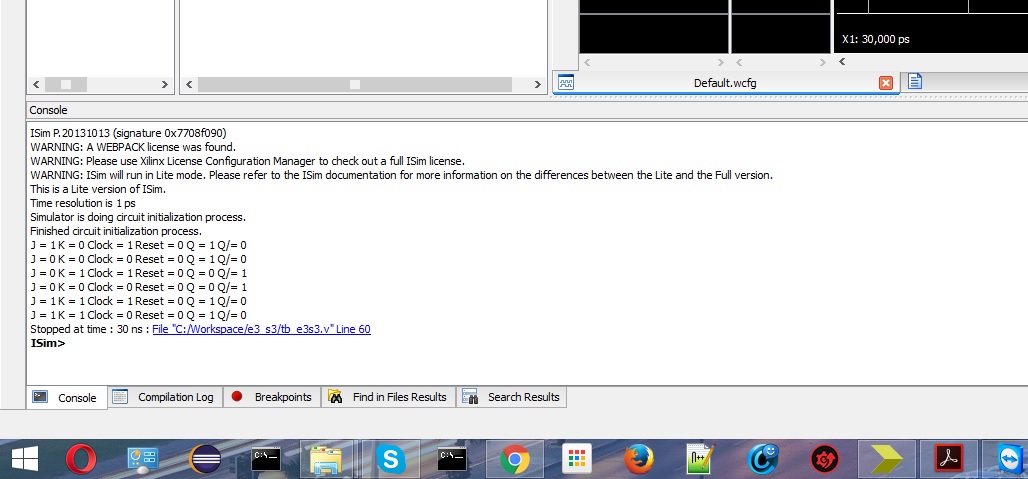 X1: 30,000 ps
Default.wcfg
Console
ISim P.20131013 (signature 0x7708f090)
WARNING: A WEBPACK license was found.
WARNING: Please use Xilinx License Configuration Manager to check out a full ISim license.
WARNING: ISim will run in Lite mode. Please refer to the ISim documentation for more information on the differences between the Lite and the Full version.
This is a Lite version of ISim.
Time resolution is 1 ps
Simulator is doing circuit initialization process.
Finished circuit initialization process.
J = 1 K = 0 Clock = 1 Reset = 0 Q = 1 Q/= 0
J = 0 K = 0 Clock = 0 Reset = 0 Q = 1 Q/= 0
J = 0 K = 1 Clock = 1 Reset = 0 Q = 0 Q/= 1
J = 0 K = 0 Clock = 0 Reset = 0 Q = 0 Q/= 1
J = 1 K = 1 Clock = 1 Reset = 0 Q = 1 Q/= 0
J = 1 K = 1 Clock = 1 Reset = 0 Q = 1 Q/= 0
Stopped at time : 30 ns : File "C:/Workspace/e3_s3/tb_e3s3.v" Line 60
ISim>
Console Compilation Log Breakpoints Find in Files Results Search Results
C:\_ C:\_